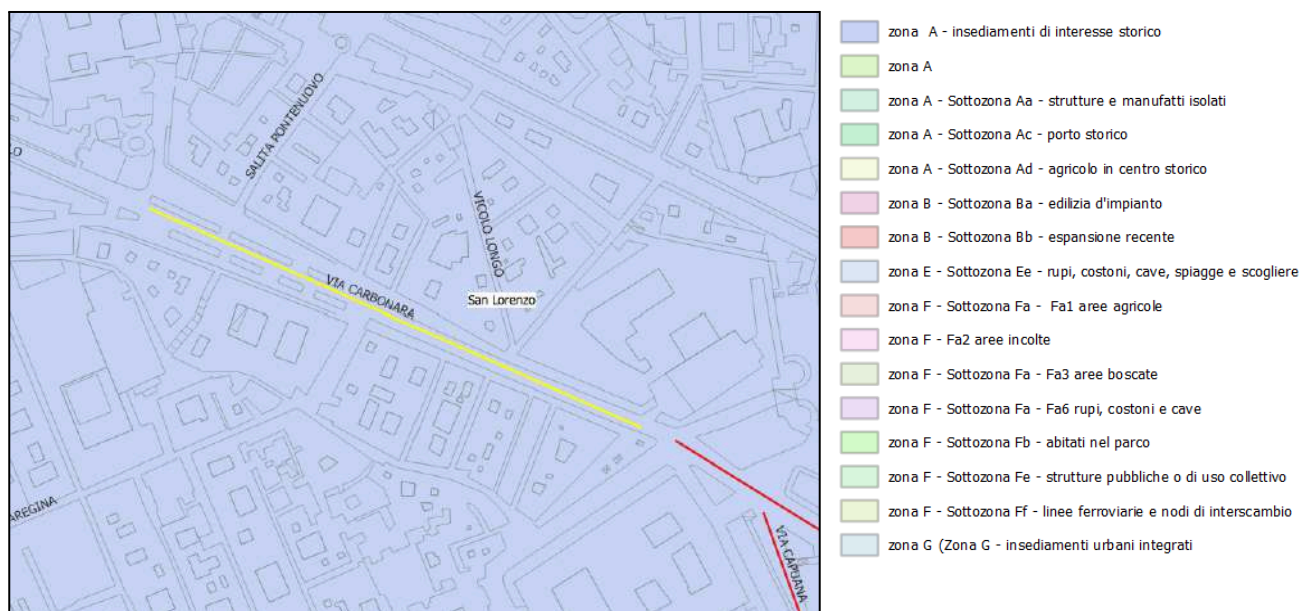 SALITA PONTENUOVO
VICOLO LONGO
VIA CARBONARA
San Lorenzo
AREGINA
VIA CAPUANA
zona A - insediamenti di interesse storico
zona A
zona A - Sottozona Aa - strutture e manufatti isolati
zona A - Sottozona Ac - porto storico
zona A - Sottozona Ad - agricolo in centro storico
zona B - Sottozona Ba - edilizia d'impianto
zona B - Sottozona Bb - espansione recente
zona E - Sottozona Ee - rupi, costoni, cave, spiagge e scogliere
zona F - Sottozona Fa - Fa1 aree agricole
zona F - Fa2 aree incolte
zona F - Sottozona Fa - Fa3 aree boscate
zona F - Sottozona Fa - Fa6 rupi, costoni e cave
zona F - Sottozona Fb - abitati nel parco
zona F - Sottozona Fe - strutture pubbliche o di uso collettivo
zona F - Sottozona Ff - linee ferroviarie e nodi di interscambio
zona G (Zona G - insediamenti urbani integrati